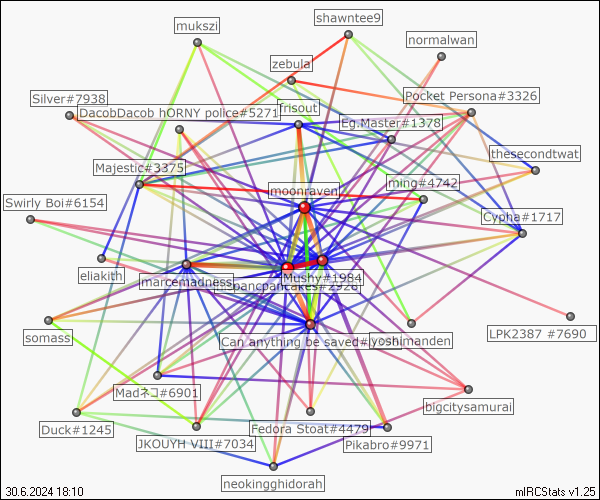 shawntee9
mukszi
normalwan
zebula
Silver#7938
Pocket Persona#3326
DacobDacob hORNY police#5271
frisout
Eg.Master#1378
thesecondtwat
Majestic#3375
ming#4742
moonraven
Swirly Boi#6154
Cypha#1717
eliakith
marcemadness
Mushy#1984
LPK2387 #7690
somass
Can anything be saved
yoshimanden
Madネコ#6901
bigcitysamurai
Duck#1245
Fedora Stoat#4479
JKOUYH VIII#7034
Pikabro#9971
neokingghidorah
30.6.2024 18:10
mIRCStats v1.25